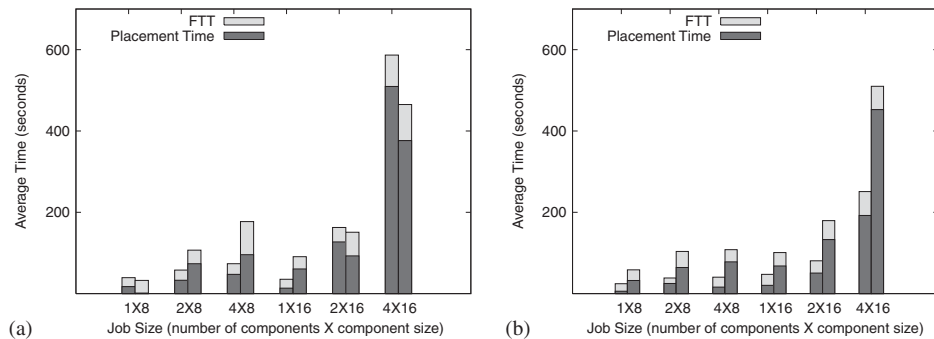 FTT
Placement Time
600
400
200
Average Time (seconds)
1X8 2X8 4X8 1X16 2X16 4X16
Job Size (number of components X component size)
(a)
FTT
Placement Time
600
400
200
Average Time (seconds)
1X8 2X8 4X8 1X16 2X16 4X16
Job Size (number of components X component size)
(b)